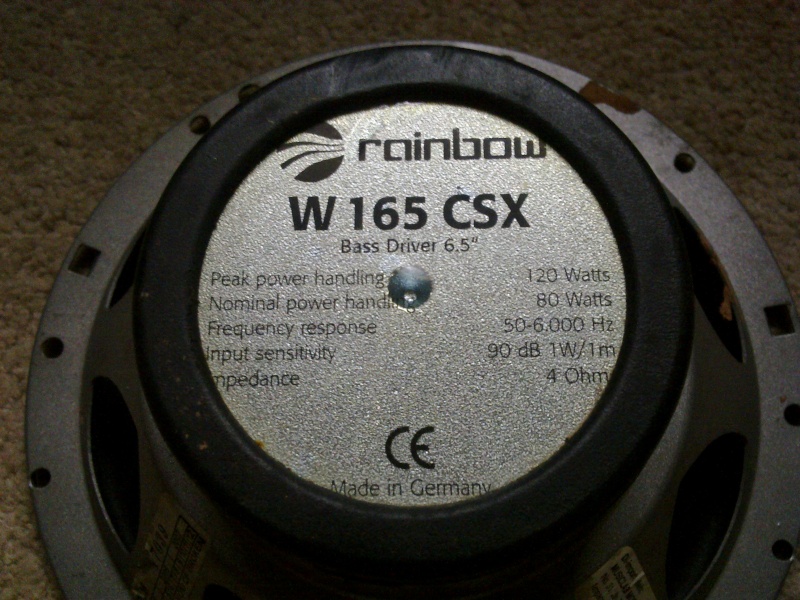 rainbow
W 165 CSX
Bass Driver 6.5"
Peak power handling 120 Watts
Nominal power handling 80 Watts
Frequency response 50-6.000 Hz
Input sensitivity 90 dB 1W/1m
Impedance 4 Ohm
CE
Made in Germany